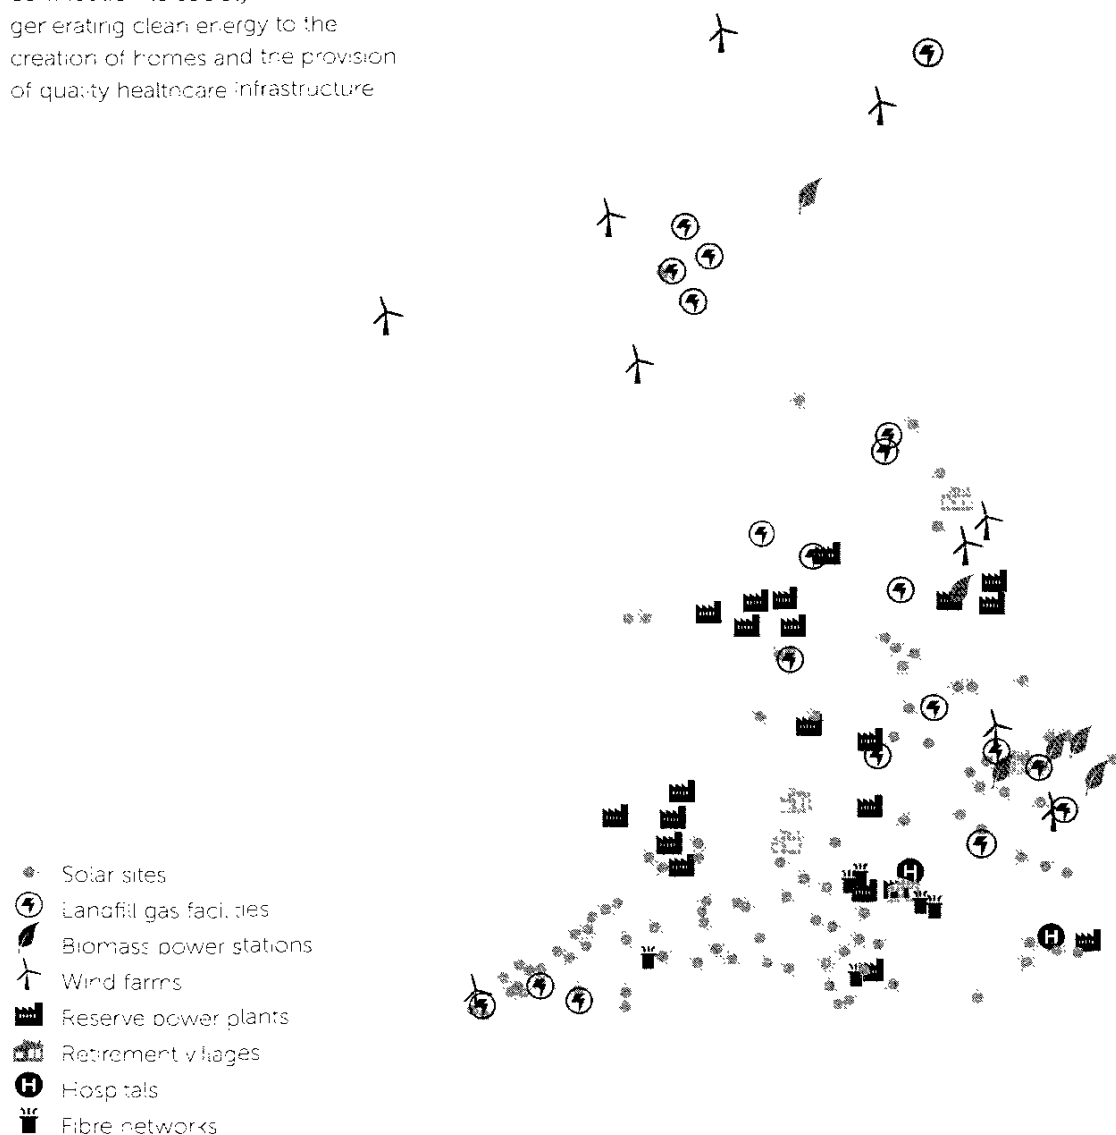 generating clean energy to the
creation of homes and the provision
of quality healthcare infrastructure
Solar sites
Landfill gas facilities
Biomass power stations
Wind farms
Reserve power plants
Retirement villages
Hospitals
Fibre networks